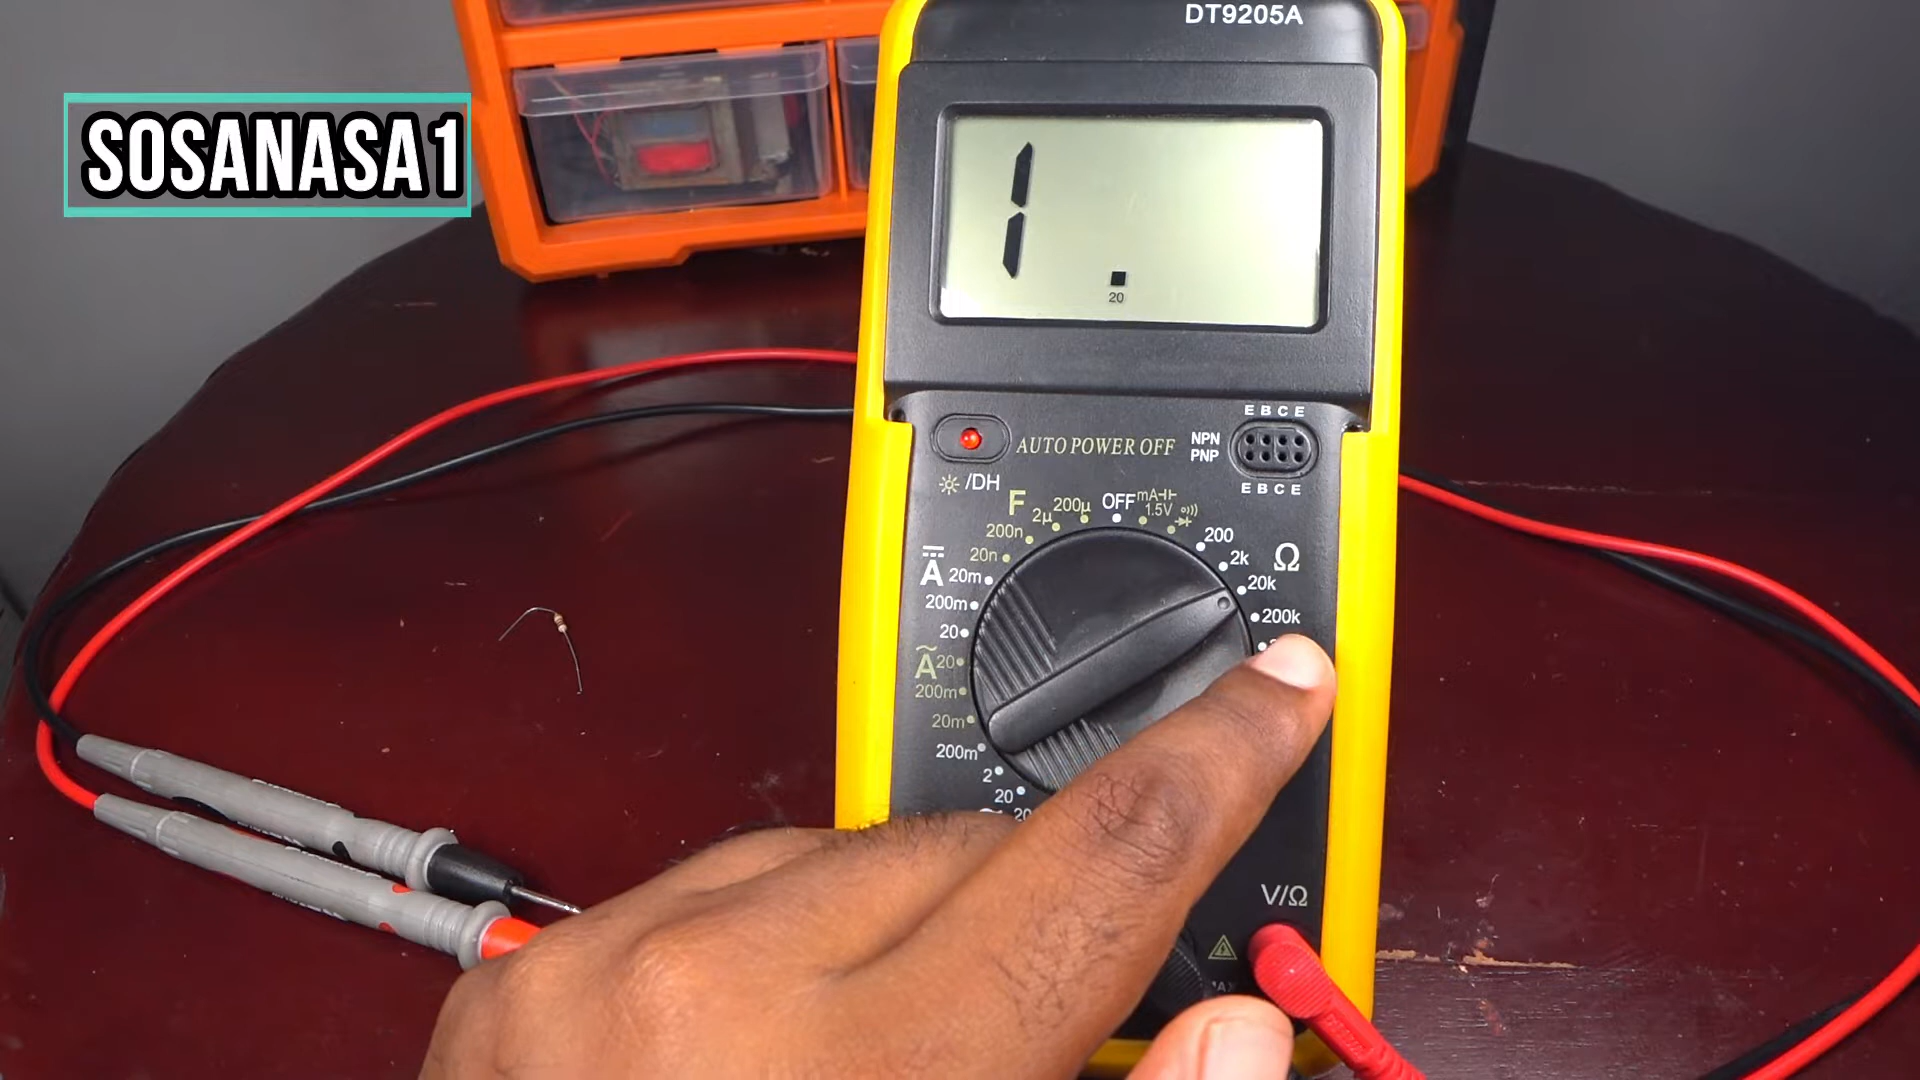 DT9205A
SOSANASA1
1
20
E B C E
AUTO POWER OFF
NPN
PNP
/DH
E B C E
F
200µ
OFF
mA
1.5V
2µ
200n
200
2k
Ω
20n
20k
A
20m
200m
200k
20
A
20
200m
20m
200m
2
20
V/Ω